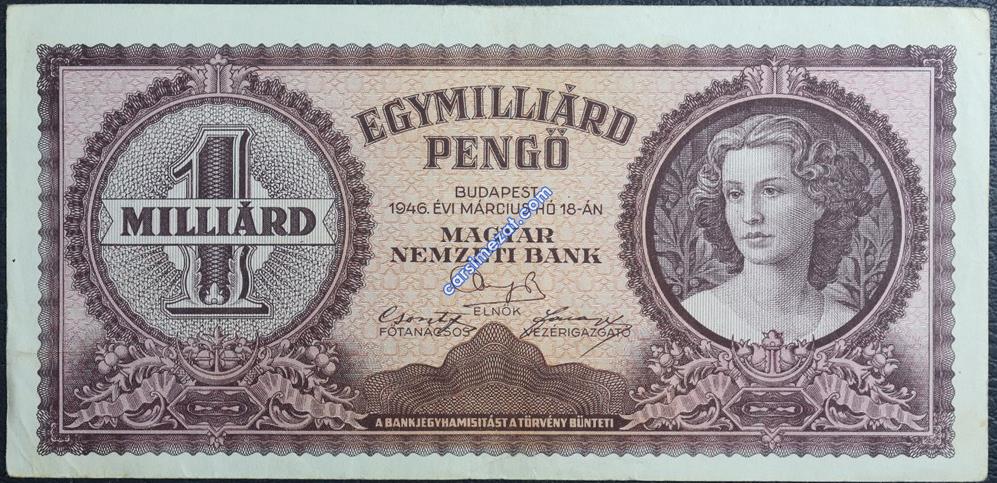 EGYMILLIÁRD
PENGŐ
1
MILLIÁRD
BUDAPEST
1946. ÉVI MÁRCIUS HÓ 18-ÁN
MAGYAR
NEMZETI BANK
carsimezat.com
ELNÖK
FŐTANÁCSOS VEZÉRIGAZGATÓ
A BANKJEGYHAMISITÁST A TÖRVÉNY BÜNTETI